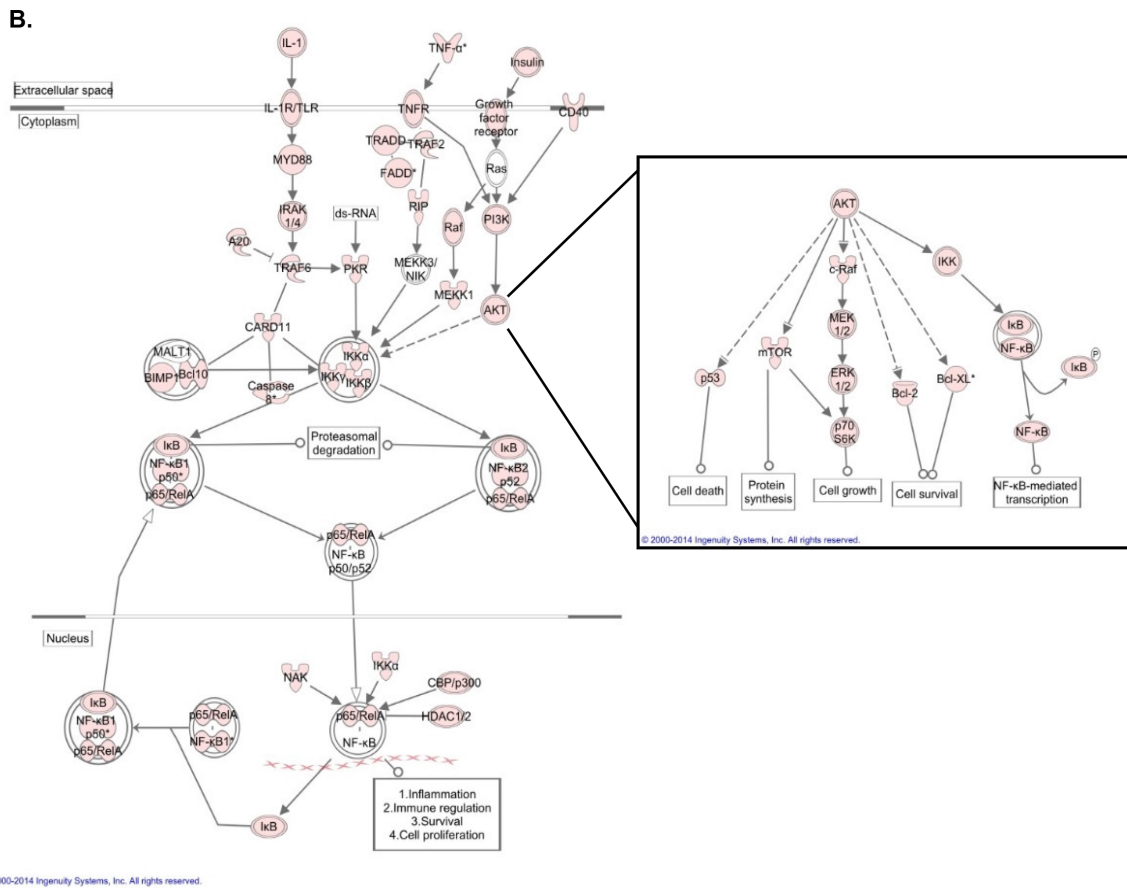 B.
IL-1
TNF-α*
Insulin
Extracellular space
IL-1R/TLR
TNFR
Growth
factor
receptor
CD40
Cytoplasm
TRADD
TRAF2
MYD88
FADD*
Ras
IRAK
1/4
ds-RNA
RIP
Raf
PI3K
A20
TRAF6
PKR
MEKK3/
NIK
MEKK1
AKT
CARD11
MALT1
BIMP1
Bcl10
IKKα
IKKγ
IKKβ
Caspase
8*
Proteasomal
degradation
IκB
NF-κB1
p50*
p65/RelA
IκB
NF-κB2
p52
p65/RelA
p65/RelA
NF-κB
p50/p52
Nucleus
NAK
IKKα
CBP/p300
HDAC1/2
p65/RelA
NF-κB
IκB
NF-κB1
p50*
p65/RelA
p65/RelA
NF-κB1*
IκB
1.Inflammation
2.Immune regulation
3.Survival
4.Cell proliferation
000-2014 Ingenuity Systems, Inc. All rights reserved.
AKT
c-Raf
IKK
MEK
1/2
IκB
NF-κB
mTOR
p53
ERK
1/2
Bcl-2
Bcl-XL*
P
IκB
p70
S6K
NF-κB
Cell death
Protein
synthesis
Cell growth
Cell survival
NF-κB-mediated
transcription
© 2000-2014 Ingenuity Systems, Inc. All rights reserved.